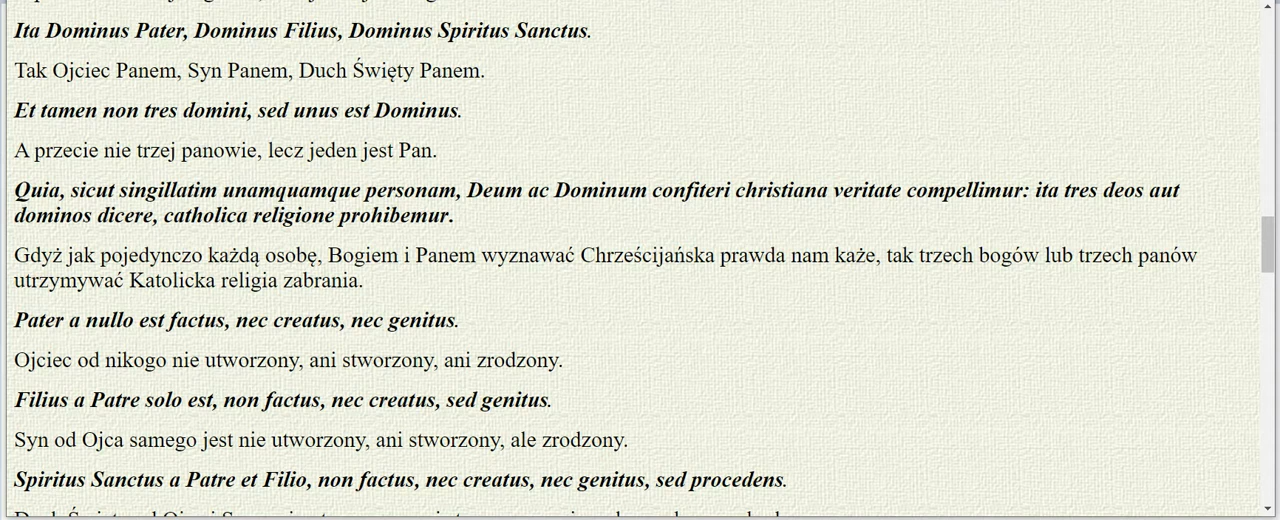 Ita Dominus Pater, Dominus Filius, Dominus Spiritus Sanctus.
Tak Ojciec Panem, Syn Panem, Duch Święty Panem.
Et tamen non tres domini, sed unus est Dominus.
A przecie nie trzej panowie, lecz jeden jest Pan.
Quia, sicut singillatim unamquamque personam, Deum ac Dominum confiteri christiana veritate compellimur: ita tres deos aut
dominos dicere, catholica religione prohibemur.
Gdyż jak pojedynczo każdą osobę, Bogiem i Panem wyznawać Chrześcijańska prawda nam każe, tak trzech bogów lub trzech panów
utrzymywać Katolicka religia zabrania.
Pater a nullo est factus, nec creatus, nec genitus.
Ojciec od nikogo nie utworzony, ani stworzony, ani zrodzony.
Filius a Patre solo est, non factus, nec creatus, sed genitus.
Syn od Ojca samego jest nie utworzony, ani stworzony, ale zrodzony.
Spiritus Sanctus a Patre et Filio, non factus, nec creatus, nec genitus, sed procedens.